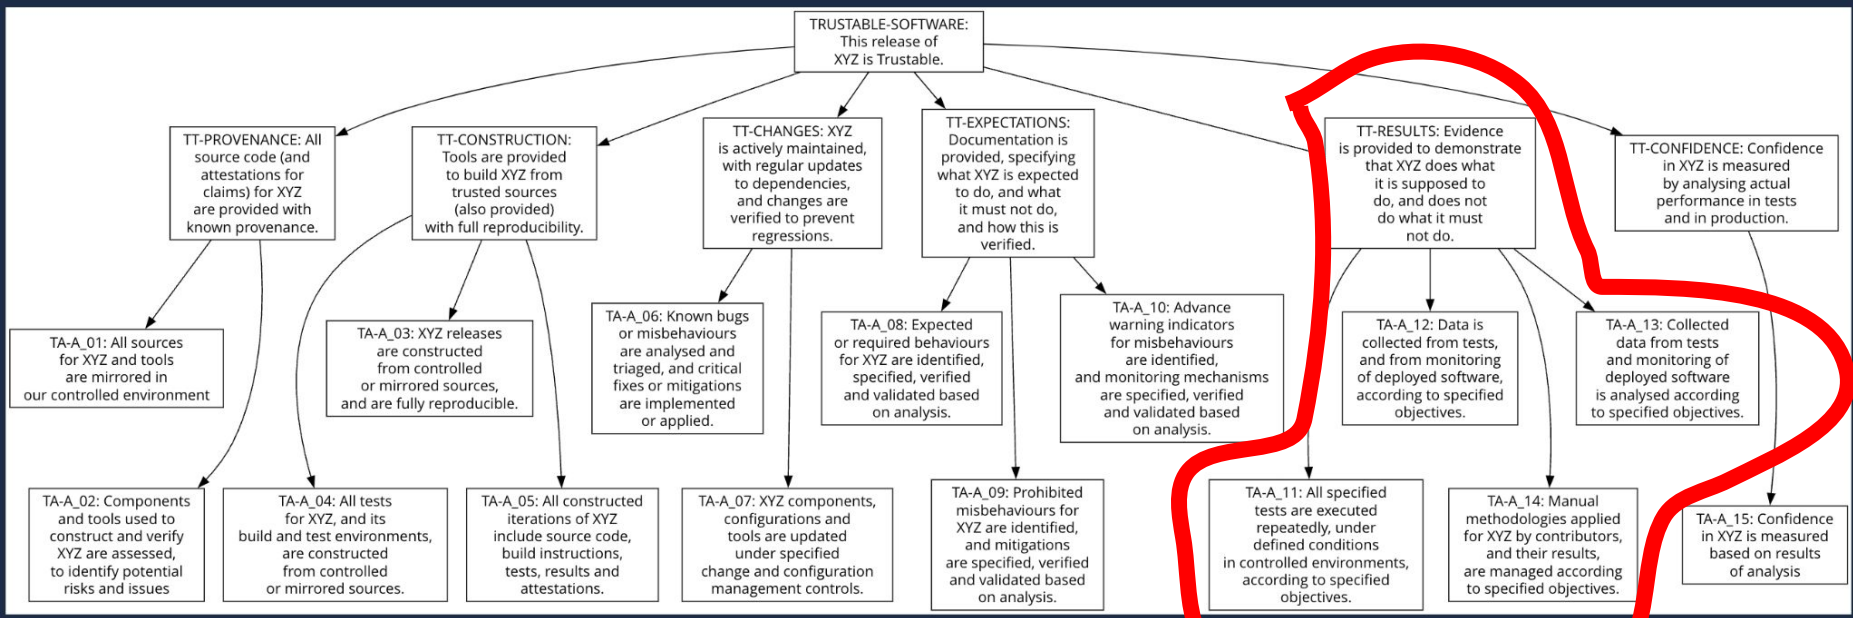 TRUSTABLE-SOFTWARE:
This release of
XYZ is Trustable.
TT-PROVENANCE: All
source code (and
attestations for
claims) for XYZ
are provided with
known provenance.
TT-CONSTRUCTION:
Tools are provided
to build XYZ from
trusted sources
(also provided)
with full reproducibility.
TT-CHANGES: XYZ
is actively maintained,
with regular updates
to dependencies,
and changes are
verified to prevent
regressions.
TT-EXPECTATIONS:
Documentation is
provided, specifying
what XYZ is expected
to do, and what
it must not do,
and how this is
verified.
TT-RESULTS: Evidence
is provided to demonstrate
that XYZ does what
it is supposed to
do, and does not
do what it must
not do.
TT-CONFIDENCE: Confidence
in XYZ is measured
by analysing actual
performance in tests
and in production.
TA-A_01: All sources
for XYZ and tools
are mirrored in
our controlled environment
TA-A_03: XYZ releases
are constructed
from controlled
or mirrored sources,
and are fully reproducible.
TA-A_06: Known bugs
or misbehaviours
are analysed and
triaged, and critical
fixes or mitigations
are implemented
or applied.
TA-A_08: Expected
or required behaviours
for XYZ are identified,
specified, verified
and validated based
on analysis.
TA-A_10: Advance
warning indicators
for misbehaviours
are identified,
and monitoring mechanisms
are specified, verified
and validated based
on analysis.
TA-A_12: Data is
collected from tests,
and from monitoring
of deployed software,
according to specified
objectives.
TA-A_13: Collected
data from tests
and monitoring of
deployed software
is analysed according
to specified objectives.
TA-A_02: Components
and tools used to
construct and verify
XYZ are assessed,
to identify potential
risks and issues
TA-A_04: All tests
for XYZ, and its
build and test environments,
are constructed
from controlled
or mirrored sources.
TA-A_05: All constructed
iterations of XYZ
include source code,
build instructions,
tests, results and
attestations.
TA-A_07: XYZ components,
configurations and
tools are updated
under specified
change and configuration
management controls.
TA-A_09: Prohibited
misbehaviours for
XYZ are identified,
and mitigations
are specified, verified
and validated based
on analysis.
TA-A_11: All specified
tests are executed
repeatedly, under
defined conditions
in controlled environments,
according to specified
objectives.
TA-A_14: Manual
methodologies applied
for XYZ by contributors,
and their results,
are managed according
to specified objectives.
TA-A_15: Confidence
in XYZ is measured
based on results
of analysis